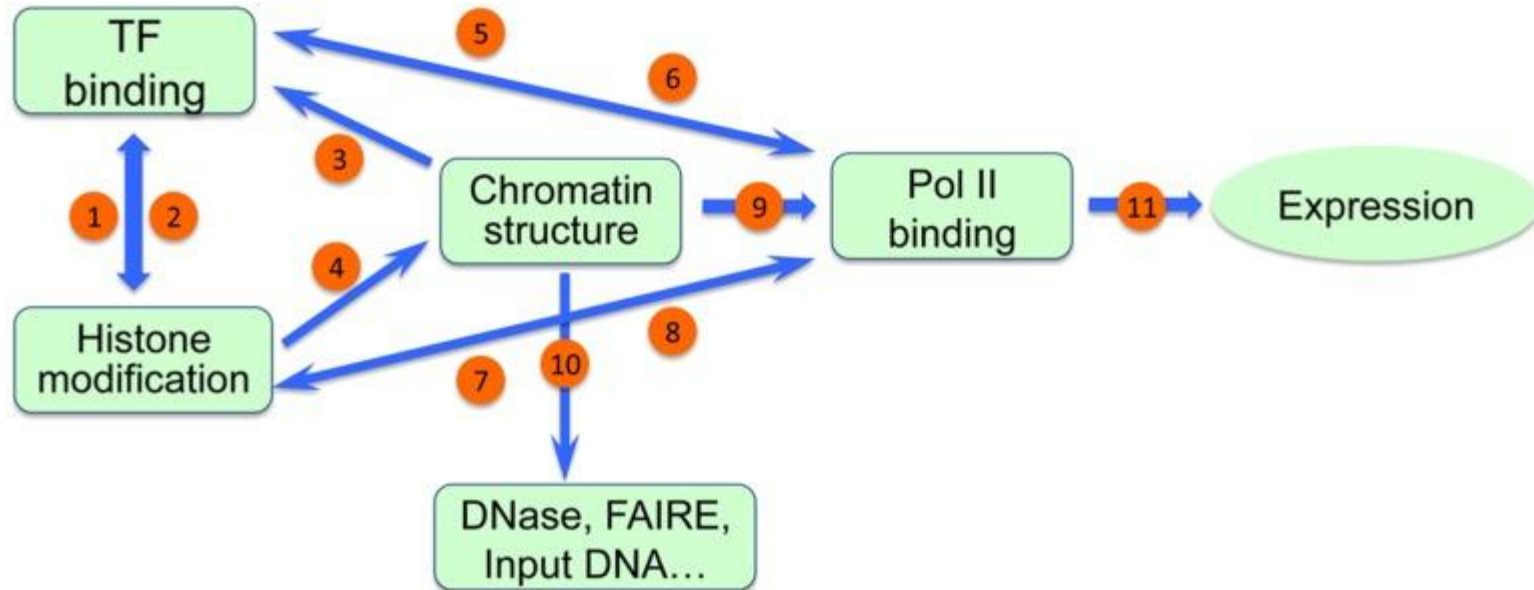 TF
binding
5
6
3
Chromatin
structure
Pol II
binding
Expression
1
2
9
11
4
Histone
modification
8
7
10
DNase, FAIRE,
Input DNA…